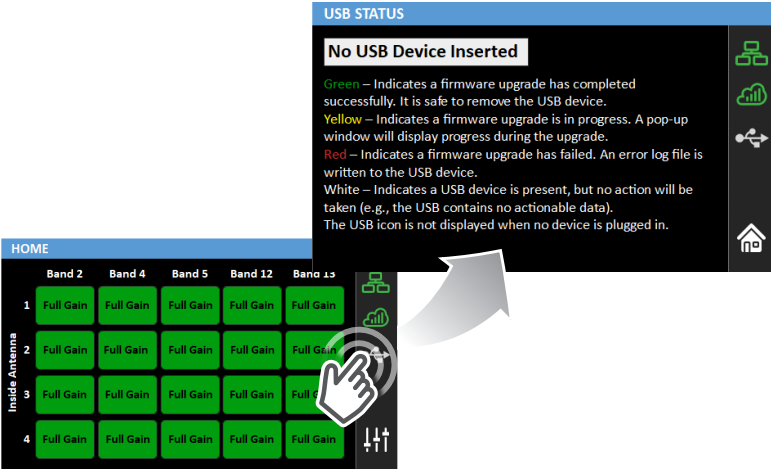 USB STATUS
No USB Device Inserted
Green – Indicates a firmware upgrade has completed
successfully. It is safe to remove the USB device.
Yellow – Indicates a firmware upgrade is in progress. A pop-up
window will display progress during the upgrade.
Red – Indicates a firmware upgrade has failed. An error log file is
written to the USB device.
White – Indicates a USB device is present, but no action will be
taken (e.g., the USB contains no actionable data).
The USB icon is not displayed when no device is plugged in.
HOME
Band 2 Band 4 Band 5 Band 12 Band 13
Inside Antenna
1 Full Gain Full Gain Full Gain Full Gain Full Gain
2 Full Gain Full Gain Full Gain Full Gain Full Gain
3 Full Gain Full Gain Full Gain Full Gain Full
4 Full Gain Full Gain Full Gain Full Gain Full Gain